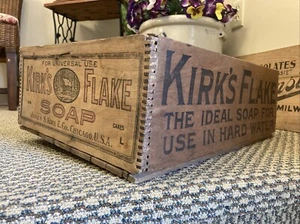 FOR UNIVERSAL USE
KIRK'S FLAKE
SOAP
CHICAGO, U.S.A.
CAKES
KIRK'S FLAKE
THE IDEAL SOAP FOR
USE IN HARD WATER
OLATES
MILW